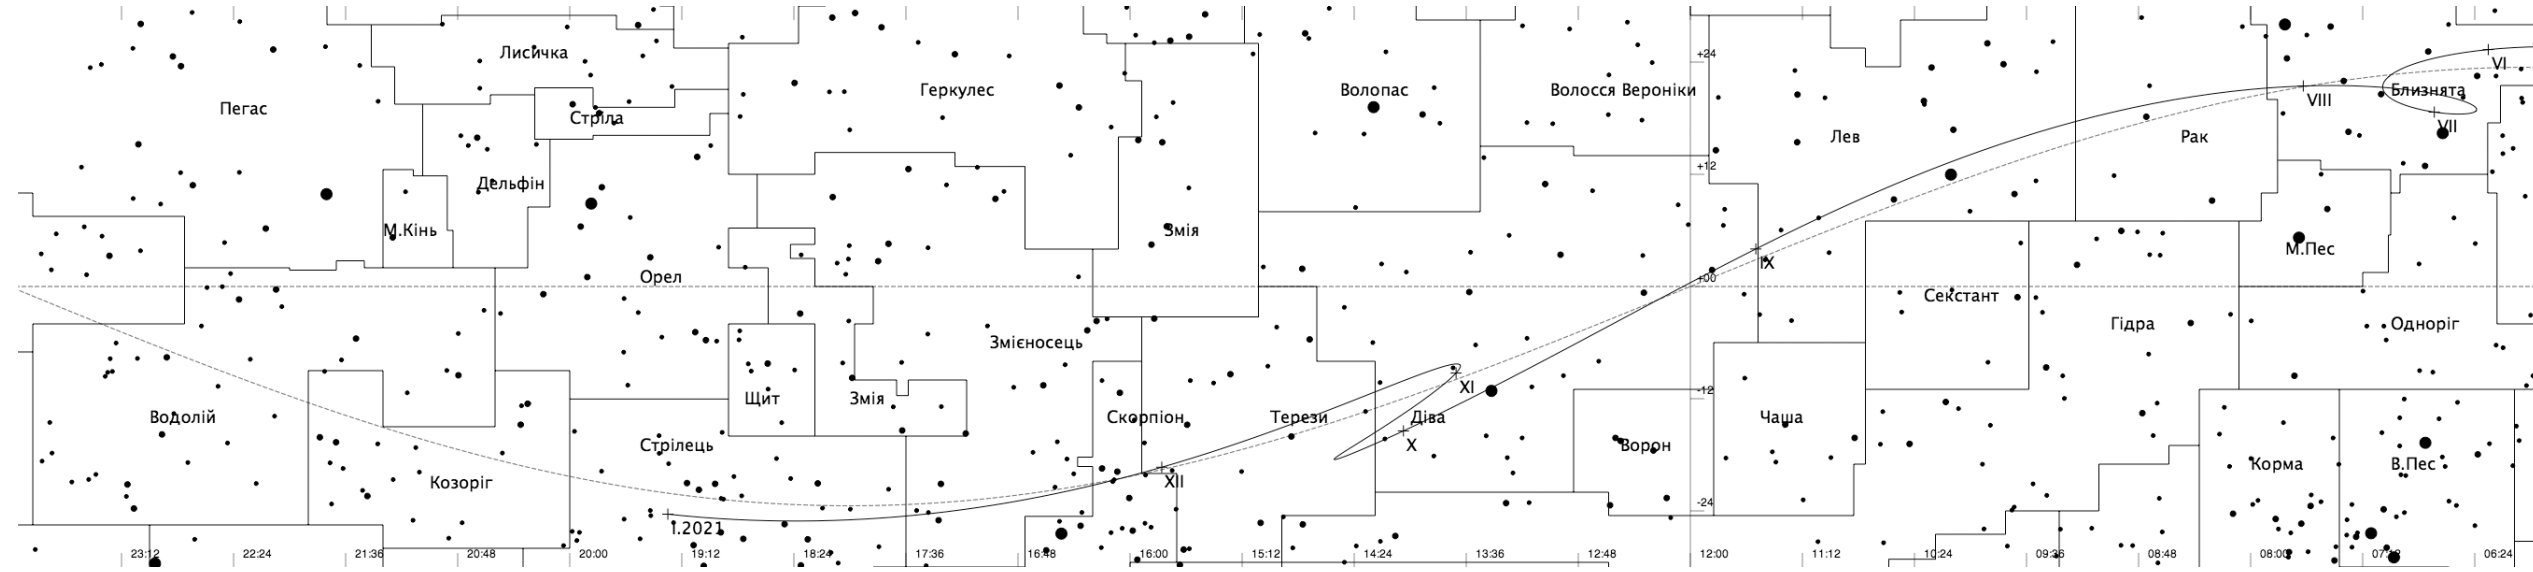 Лисичка
+24
VI
Геркулес
Волопас
Волосся Вероніки
Близнята
VIII
Пегас
Стріла
VII
Лев
Рак
+12
Дельфін
М.Кінь
Змія
М.Пес
IX
Орел
+00
Секстант
Гідра
Одноріг
Змієносець
XI
-12
Щит
Змія
Водолій
Скорпіон
Терези
Діва
Чаша
X
Стрілець
Ворон
Козоріг
XII
Корма
В.Пес
-24
I.2021
23:12 22:24 21:36 20:48 20:00 19:12 18:24 17:36 16:48 16:00 15:12 14:24 13:36 12:48 12:00 11:12 10:24 09:36 08:48 08:00 07:12 06:24